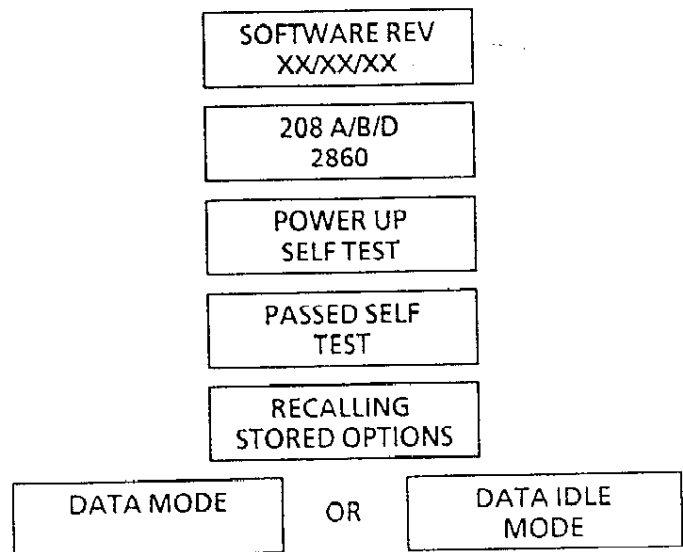 SOFTWARE REV
XX/XX/XX
208 A/B/D
2860
POWER UP
SELF TEST
PASSED SELF
TEST
RECALLING
STORED OPTIONS
DATA MODE
OR
DATA IDLE
MODE